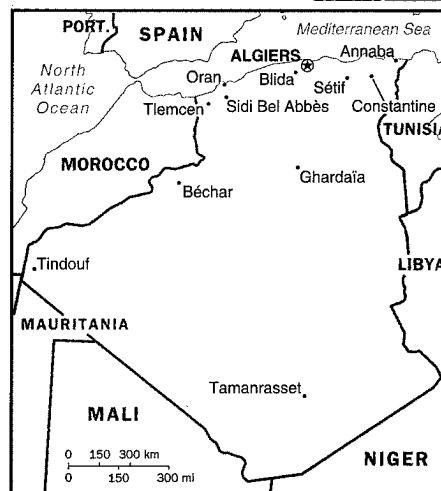 Mediterranean Sea
PORT.
SPAIN
ALGIERS
Annaba
North
Atlantic
Ocean
Oran
Blida
Sétif
Tlemcen
Sidi Bel Abbès
Constantine
TUNISIA
MOROCCO
Ghardaïa
Béchar
Tindouf
LIBYA
MAURITANIA
Tamanrasset
MALI
NIGER
0 150 300 km
0 150 300 mi